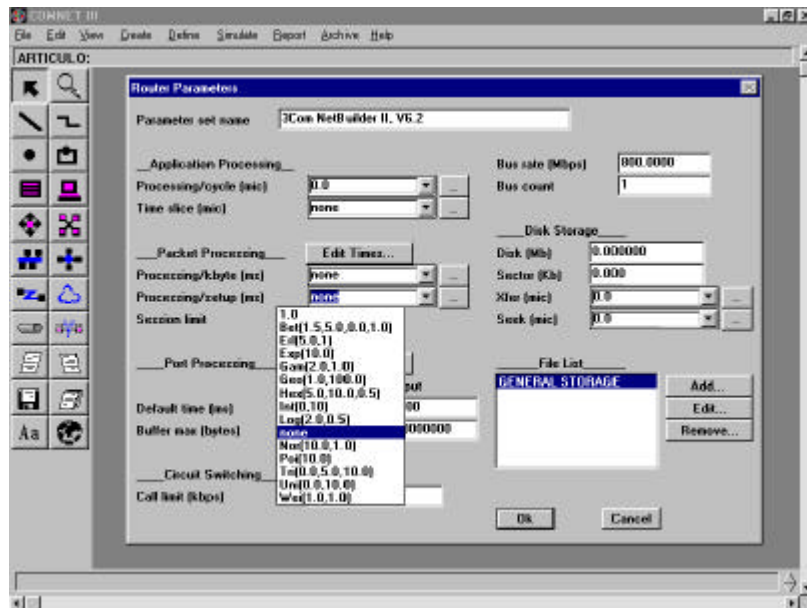 COMNET III
File Edit View Create Define Simulate Report Archive Help
ARTICULO:
Router Parameters
Parameter set name 3Com NetBuilder II, V6.2
Application Processing
Processing/cycle (mic) 0.0
Time slice (mic) none
Bus rate (Mbps) 800.0000
Bus count 1
Packet Processing Edit Times...
Processing/kbyte (ms) none
Processing/setup (ms) none
Session limit
Disk Storage
Disk (Mb) 0.000000
Sector (Kb) 0.000
Xfer (mic) 0.0
Seek (mic) 0.0
1.0
Bet(1.5,5.0,0.0,1.0)
Erl(5.0,1)
Exp(10.0)
Gam(2.0,1.0)
Geo(1.0,100.0)
Hex(5.0,10.0,0.5)
Int(0,10)
Log(2.0,0.5)
none
Nor(10.0,1.0)
Poi(10.0)
Tri(0.0,5.0,10.0)
Uni(0.0,10.0)
Wei(1.0,1.0)
Port Processing
Default time (ms)
Buffer max (bytes)
Circuit Switching
Call limit (kbps)
File List
GENERAL STORAGE
Add...
Edit...
Remove...
Ok Cancel
Aa